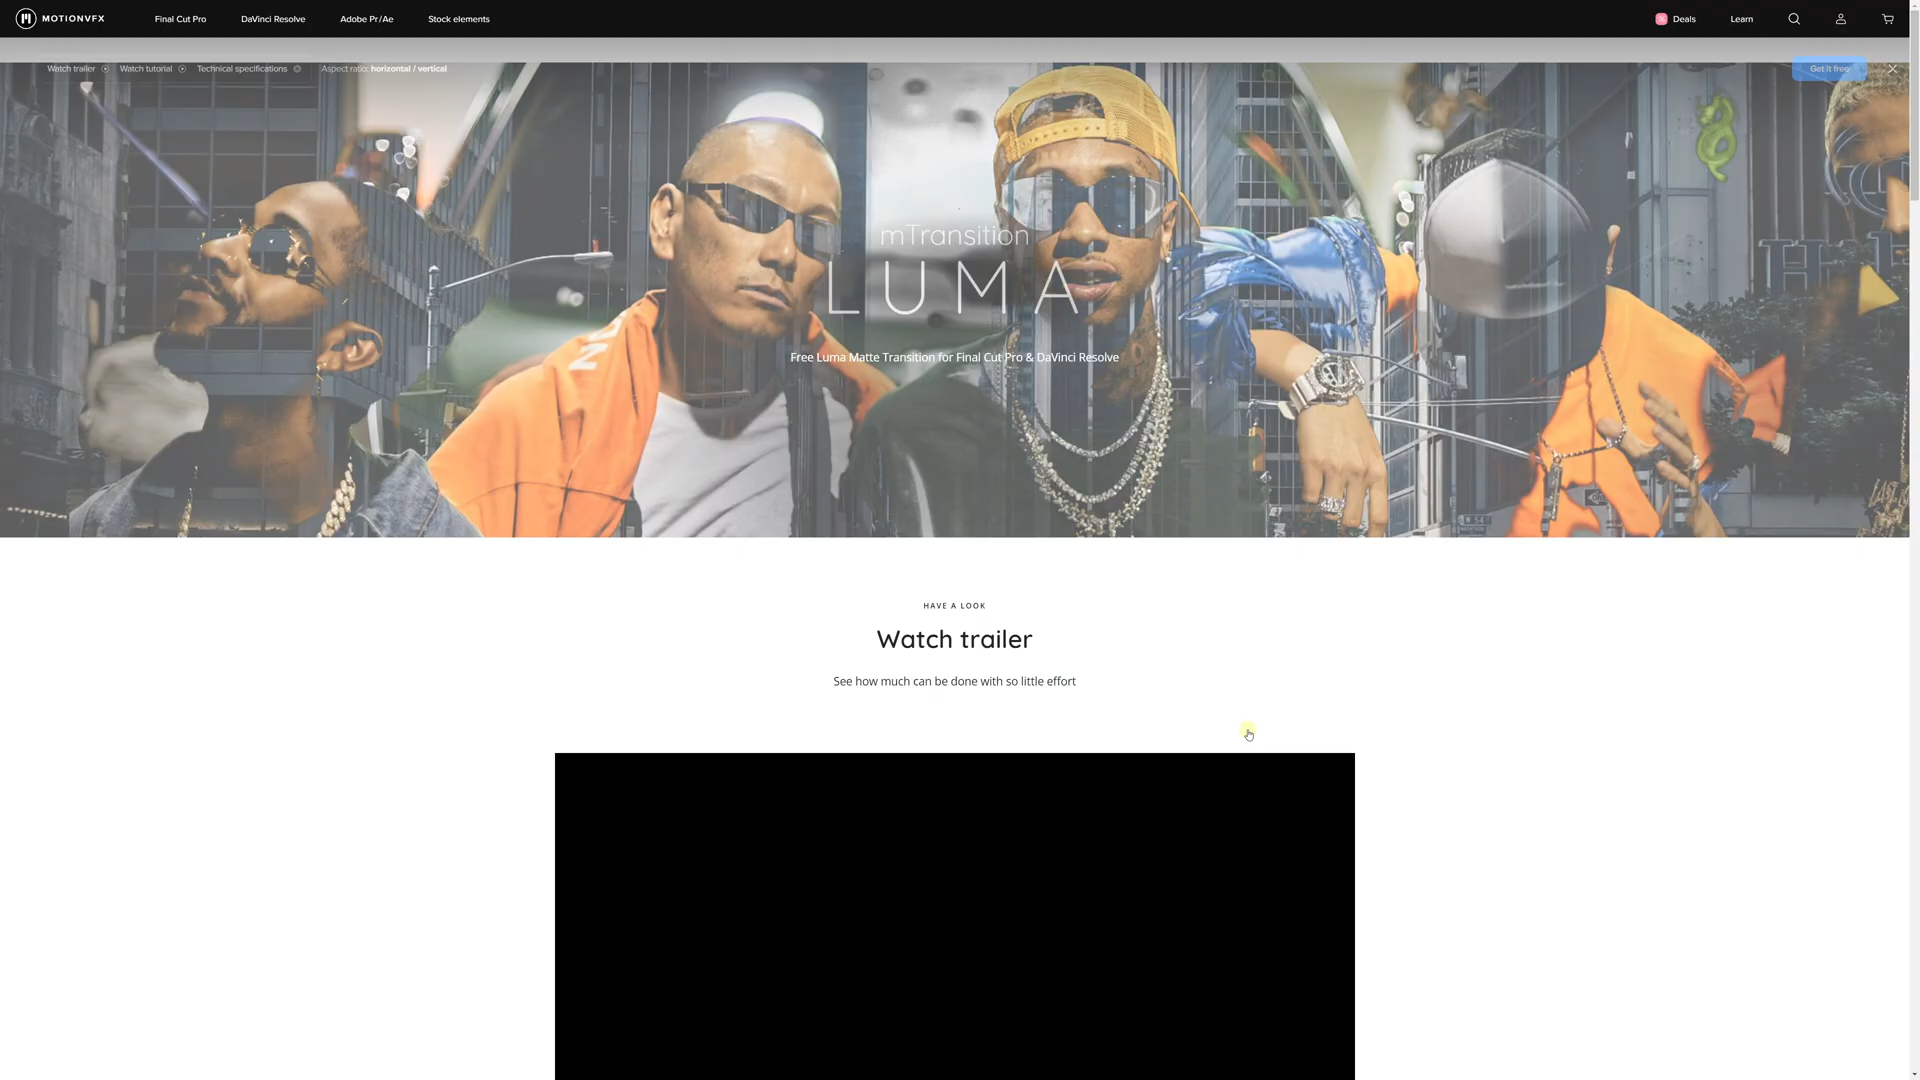 MOTIONVFX
Final Cut Pro
DaVinci Resolve
Adobe Pr/Ae
Stock elements
Deals
Learn
Watch trailer
Watch tutorial
Technical specifications
Aspect ratio: horizontal / vertical
Get it free
mTransition
LUMA
Free Luma Matte Transition for Final Cut Pro & DaVinci Resolve
HAVE A LOOK
Watch trailer
See how much can be done with so little effort